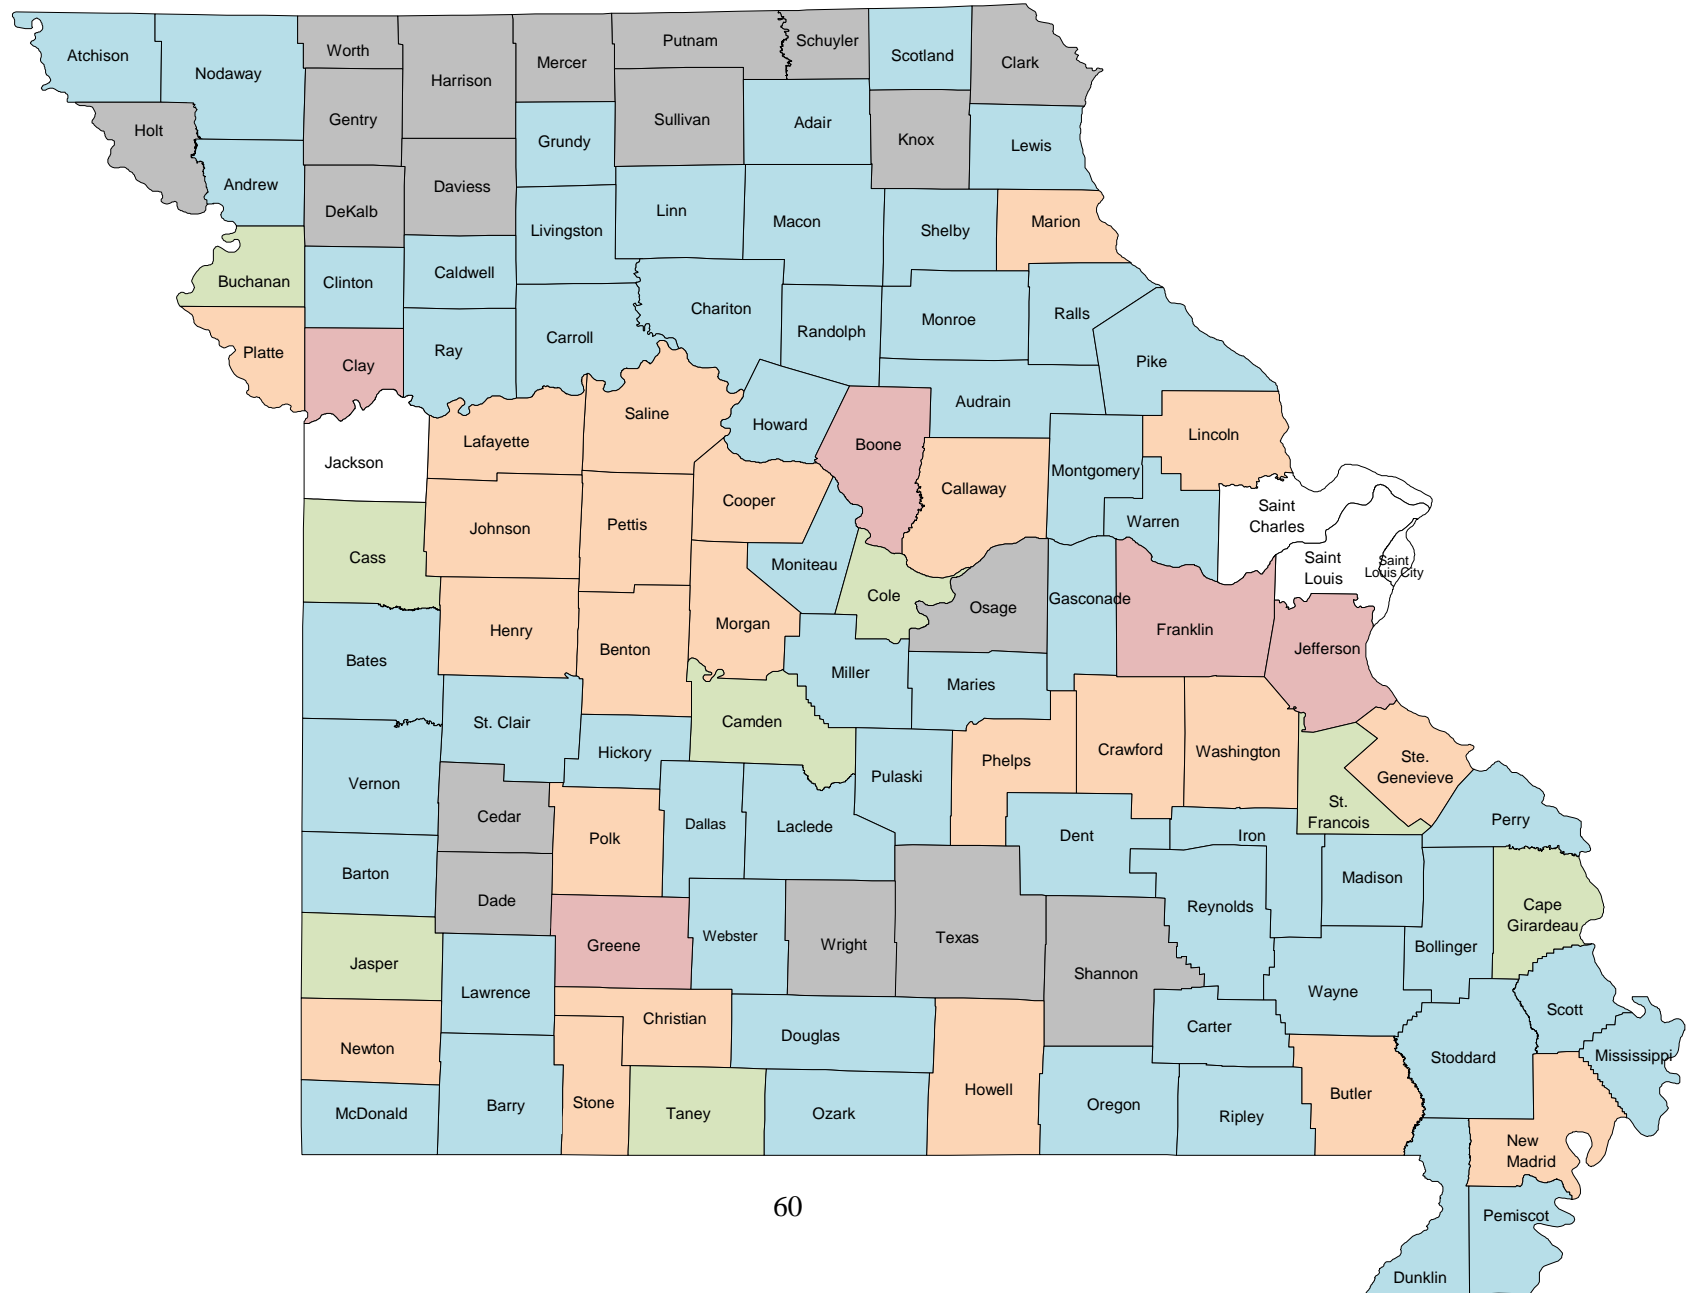 Atchison
Nodaway
Worth
Harrison
Mercer
Putnam
Schuyler
Scotland
Clark
Holt
Gentry
Grundy
Sullivan
Adair
Knox
Lewis
Andrew
DeKalb
Daviess
Livingston
Linn
Macon
Shelby
Marion
Buchanan
Clinton
Caldwell
Chariton
Randolph
Monroe
Ralls
Platte
Clay
Ray
Carroll
Pike
Saline
Howard
Audrain
Lafayette
Boone
Lincoln
Jackson
Johnson
Pettis
Cooper
Callaway
Montgomery
Warren
Saint
Charles
Saint
Louis
Saint
Louis City
Cass
Moniteau
Cole
Osage
Gasconade
Franklin
Jefferson
Henry
Benton
Morgan
Bates
Miller
Maries
St. Clair
Camden
Hickory
Pulaski
Phelps
Crawford
Washington
Ste.
Genevieve
St.
Francois
Vernon
Cedar
Polk
Dallas
Laclede
Dent
Iron
Perry
Barton
Dade
Madison
Reynolds
Cape
Girardeau
Jasper
Greene
Webster
Wright
Texas
Shannon
Bollinger
Lawrence
Wayne
Scott
Newton
Christian
Douglas
Carter
Stoddard
Mississippi
McDonald
Barry
Stone
Taney
Ozark
Howell
Oregon
Ripley
Butler
New
Madrid
60
Pemiscot
Dunklin